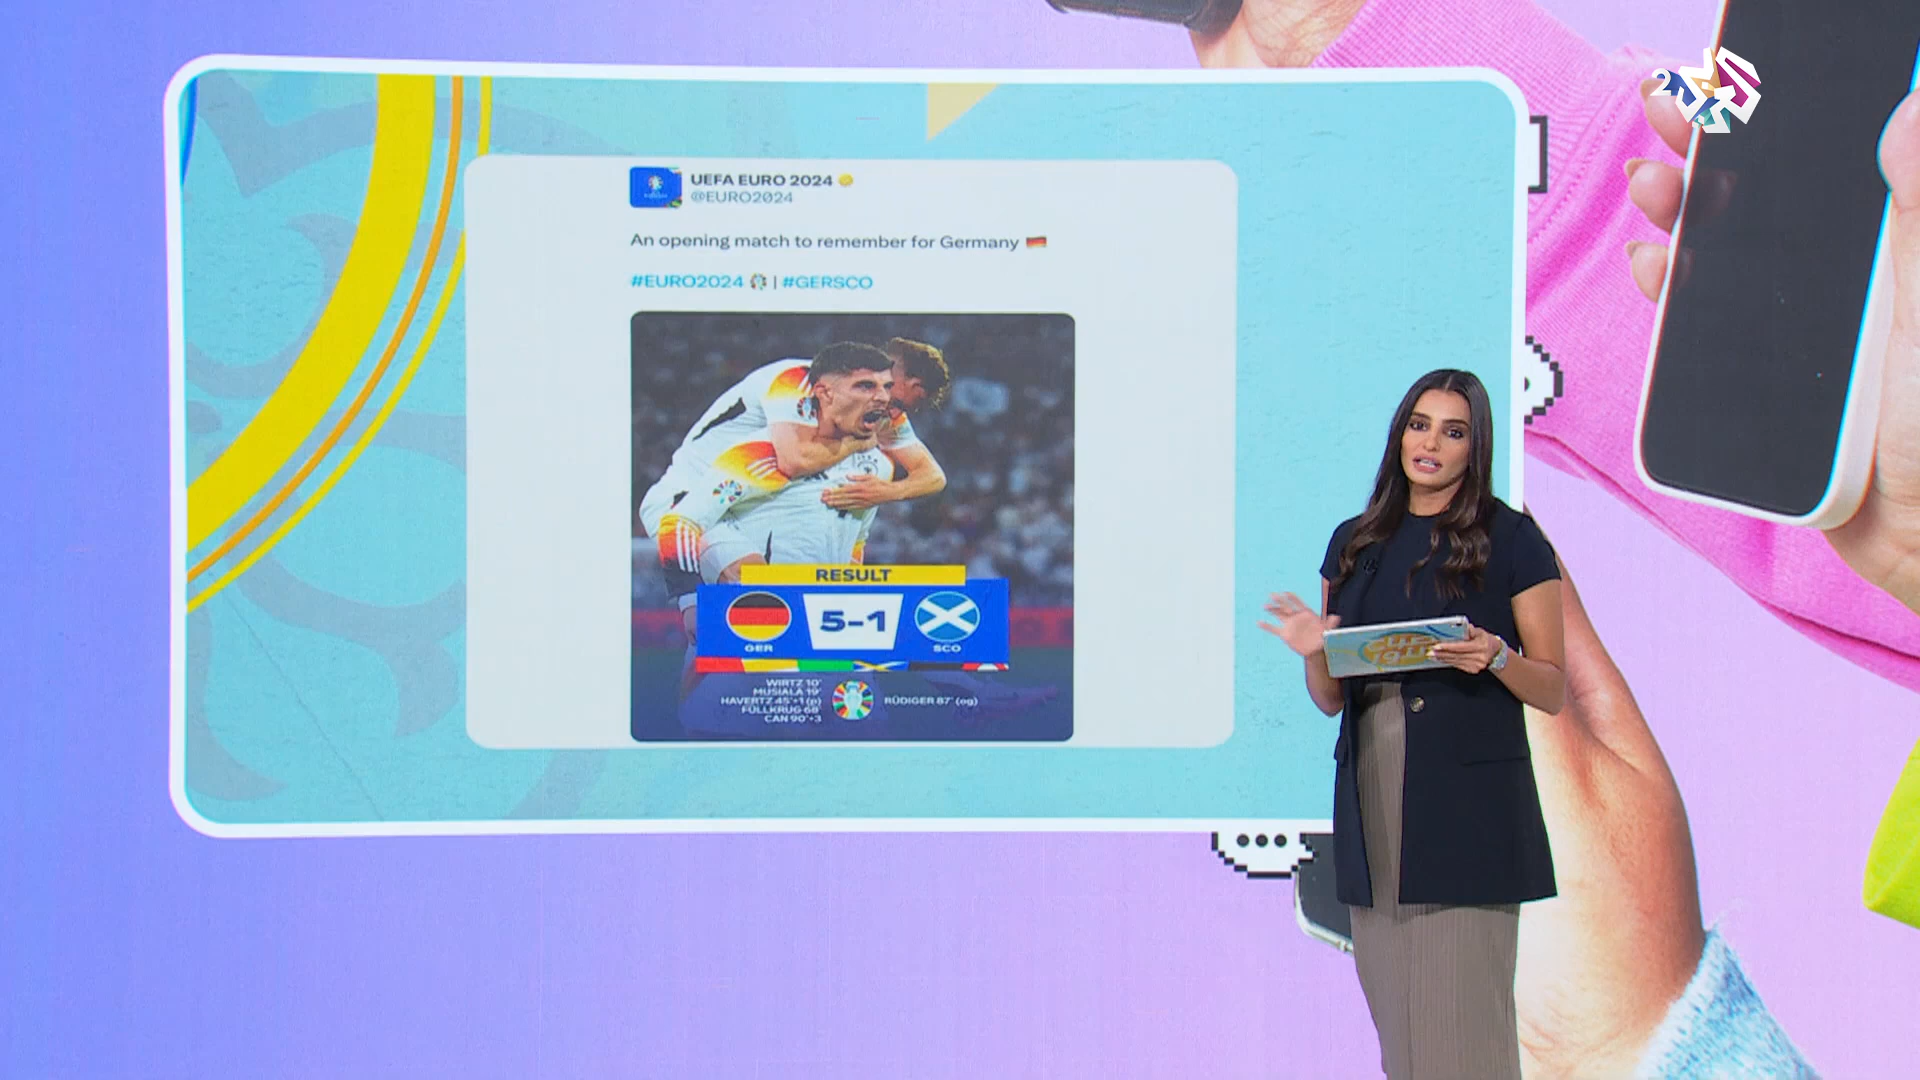 UEFA EURO 2024
@EURO2024
An opening match to remember for Germany
#EURO2024 | #GERSCO
RESULT
5-1
GER
SCO
WIRTZ 10'
MUSIALA 19'
HAVERTZ 45'+1 (p)
FÜLLKRUG 68'
CAN 90'+3
RÜDIGER 87' (og)
2